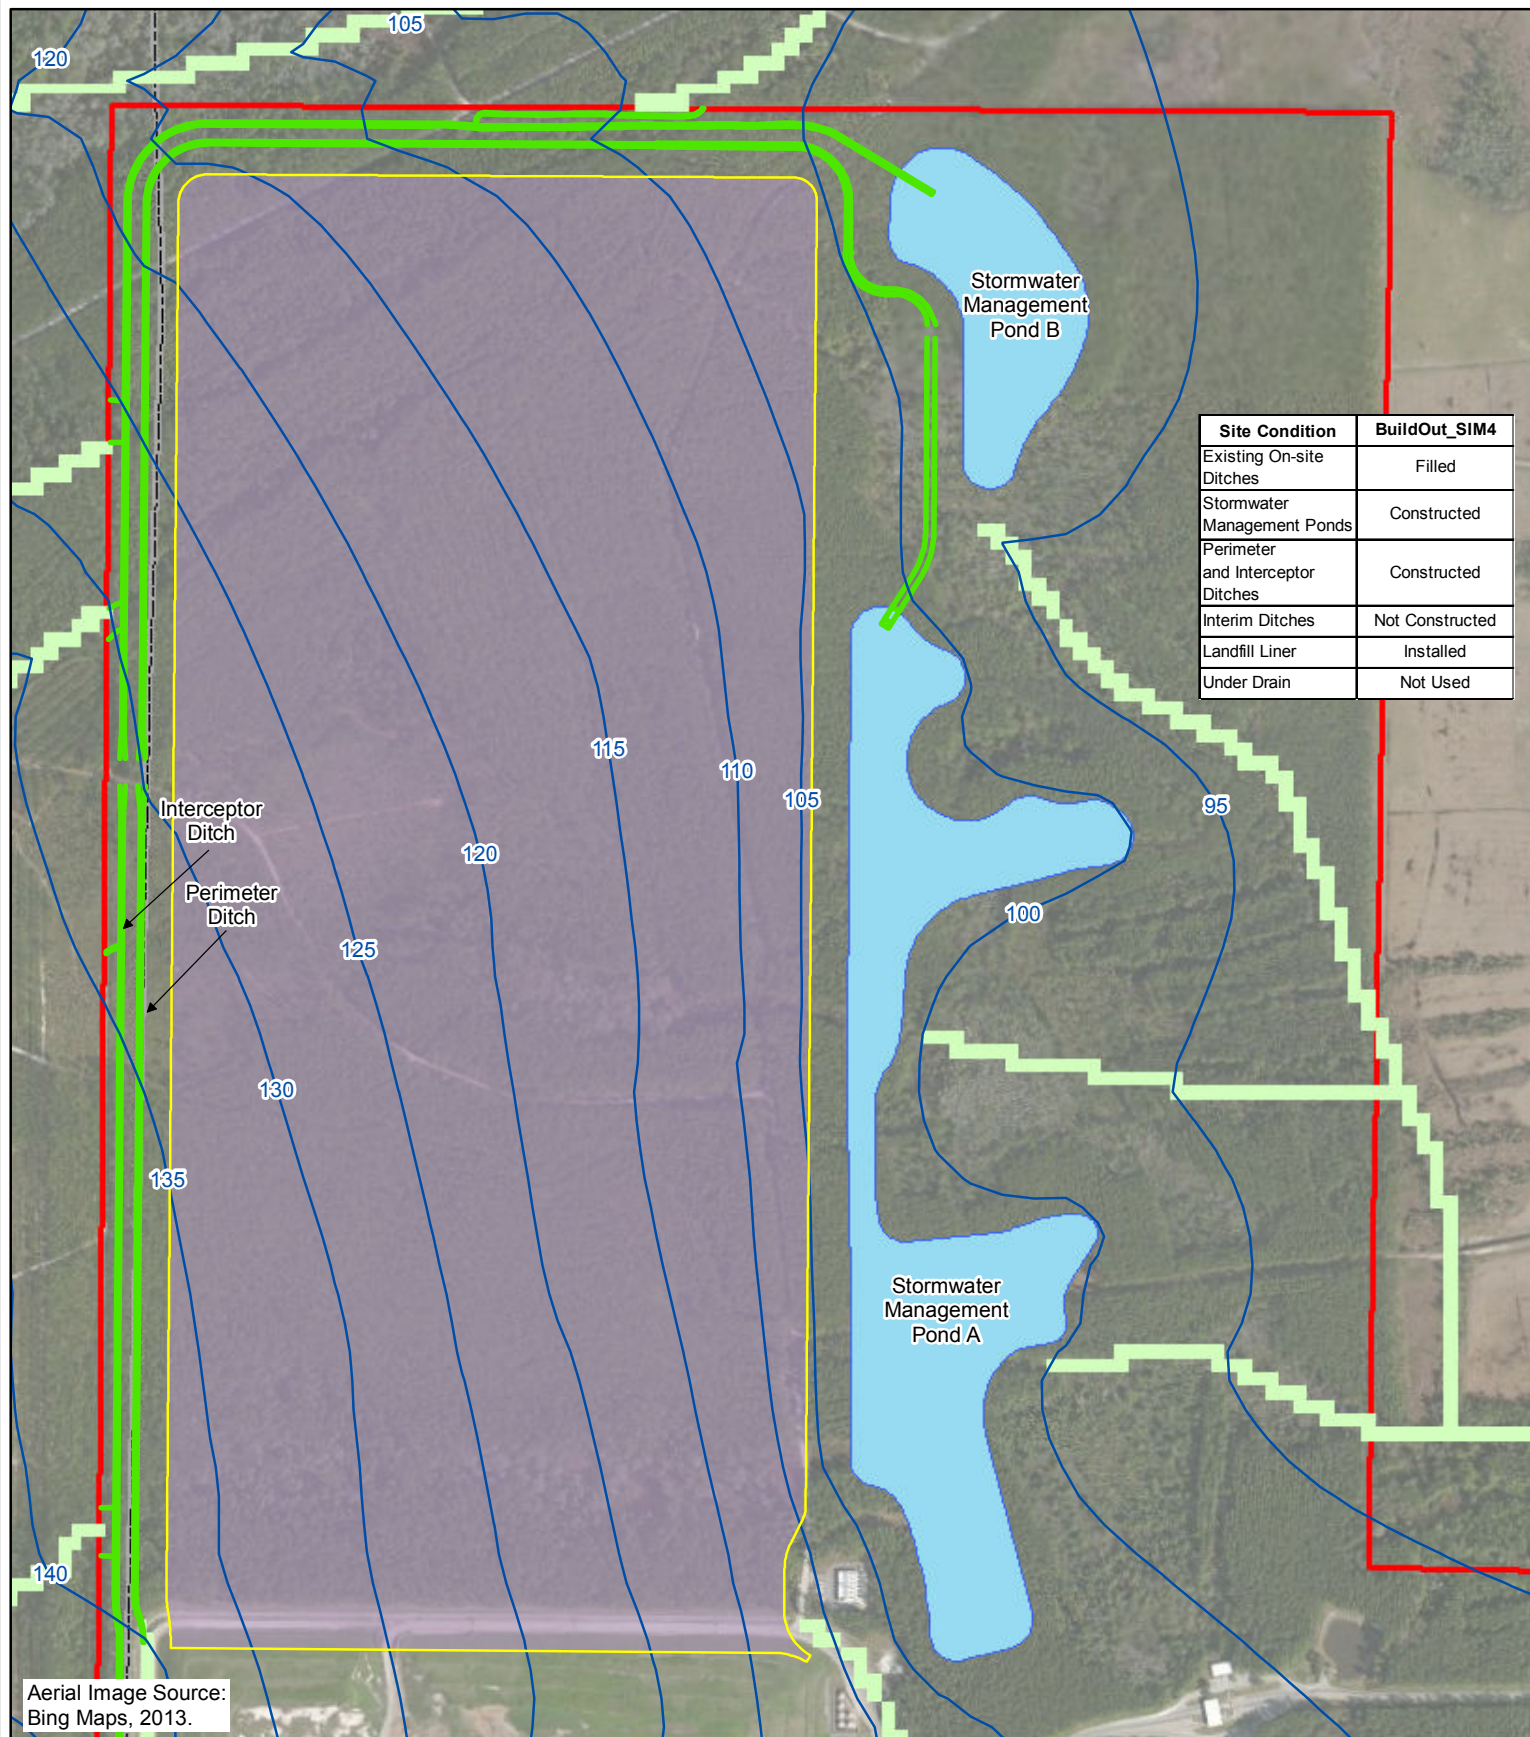 105
120
Stormwater
Management
Pond B
Site Condition BuildOut_SIM4
Existing On-site
Ditches
Filled
Stormwater
Management Ponds
Constructed
Perimeter
and Interceptor
Ditches
Constructed
Interim Ditches Not Constructed
Landfill Liner Installed
Under Drain Not Used
115
110
105
95
Interceptor
Ditch
120
Perimeter
Ditch
100
125
130
135
Stormwater
Management
Pond A
140
Aerial Image Source:
Bing Maps, 2013.